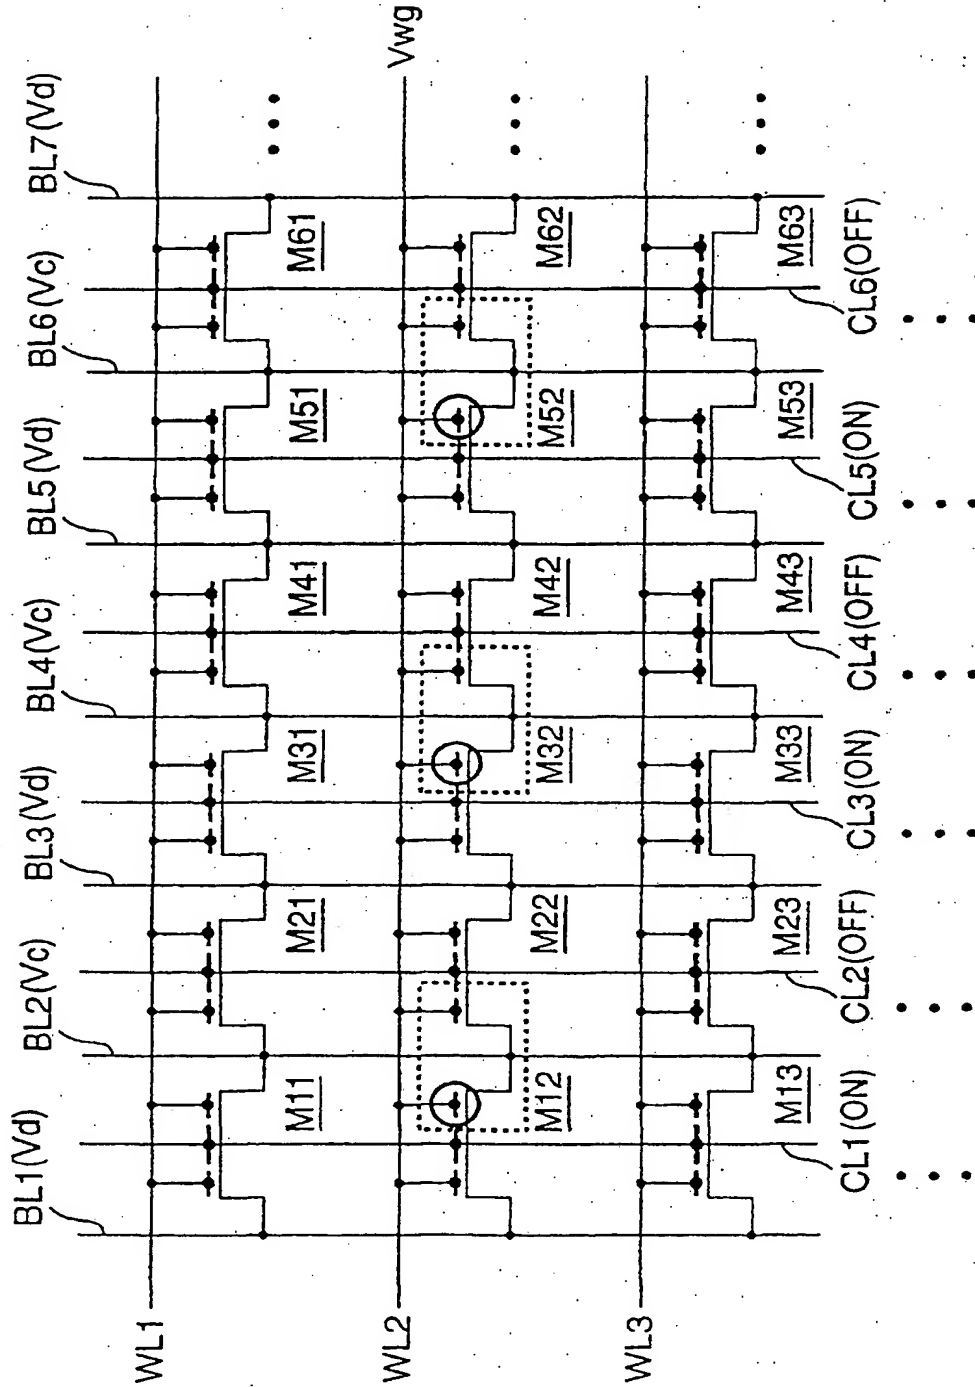 BL1(Vd) BL2(Vc) BL3(Vd) BL4(Vc) BL5(Vd) BL6(Vc) BL7(Vd)
WL1
M11 M21 M31 M41 M51 M61
WL2 Vwg
M12 M22 M32 M42 M52 M62
WL3
M13 M23 M33 M43 M53 M63
CL1(ON) CL2(OFF) CL3(ON) CL4(OFF) CL5(ON) CL6(OFF)